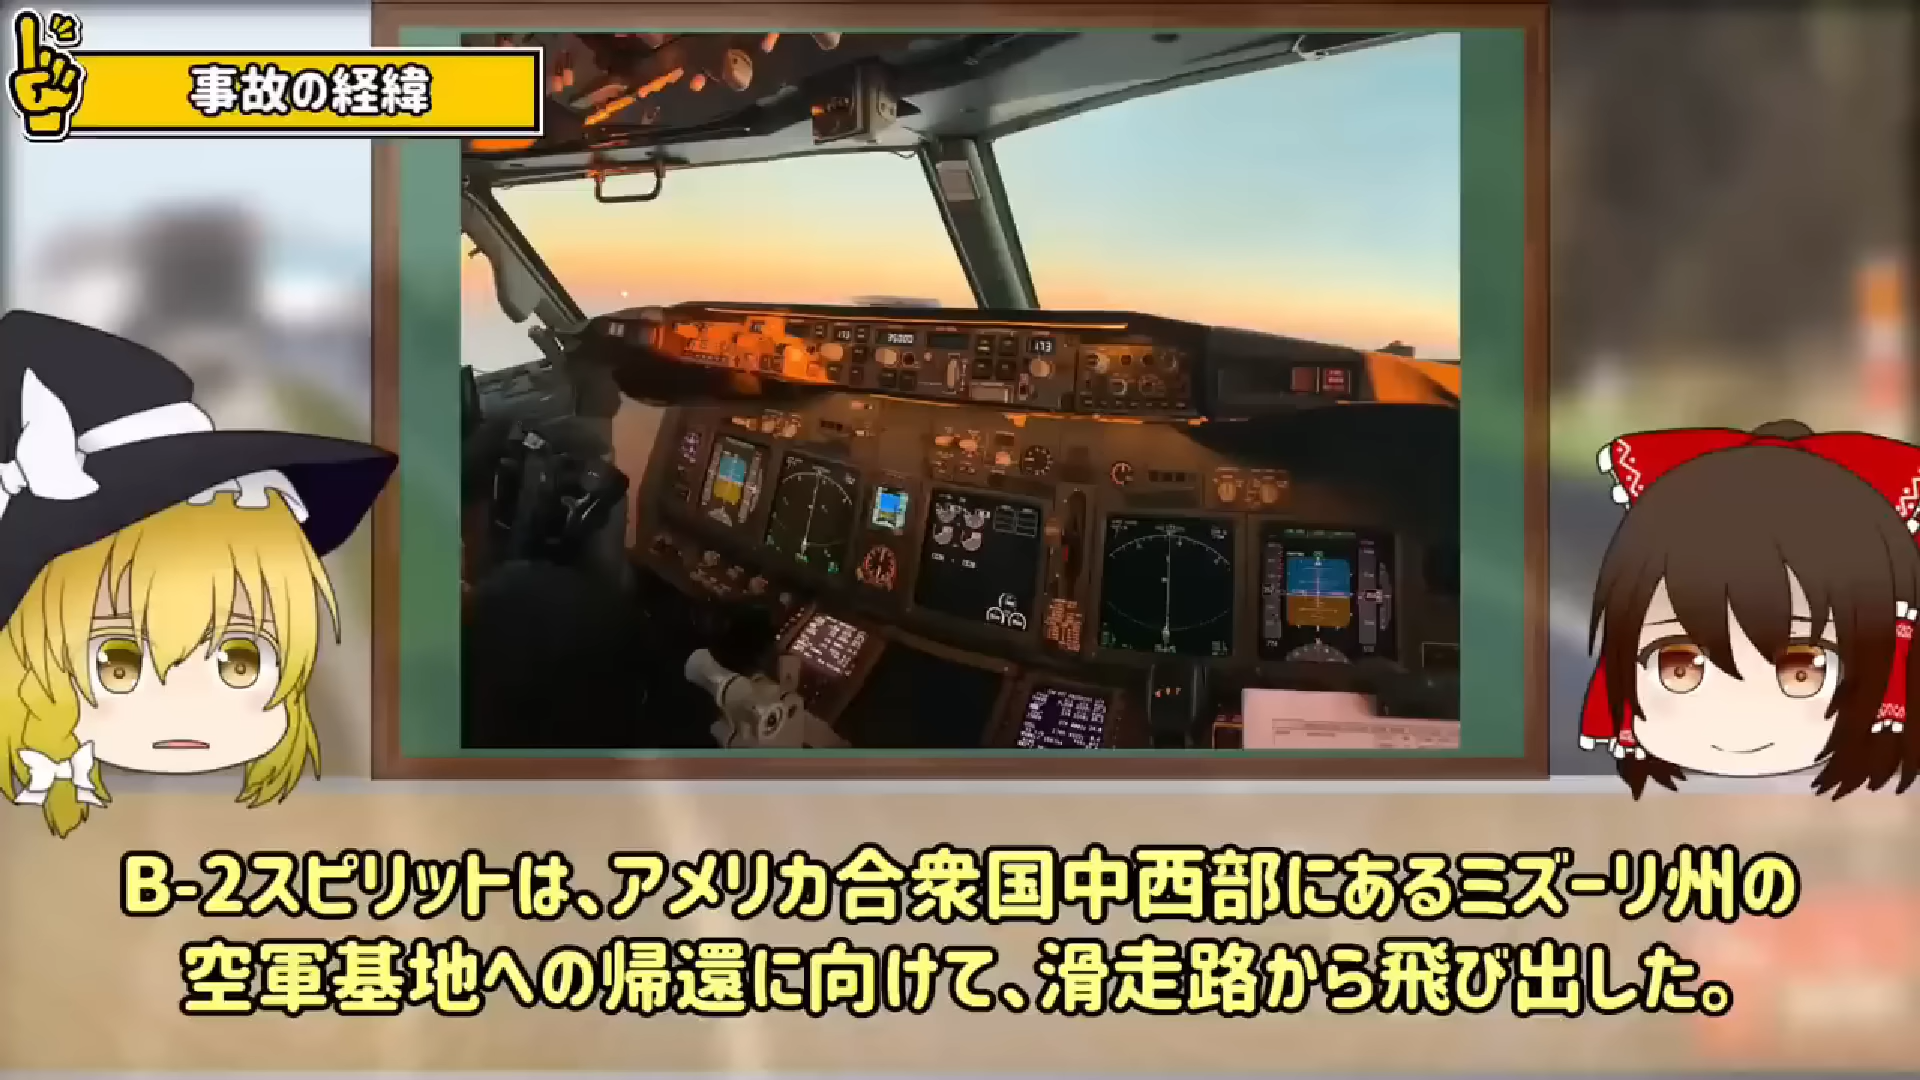 事故の経緯
35000
173
B-2スピリットは、アメリカ合衆国中西部にあるミズーリ州の
空軍基地への帰還に向けて、滑走路から飛び出した。